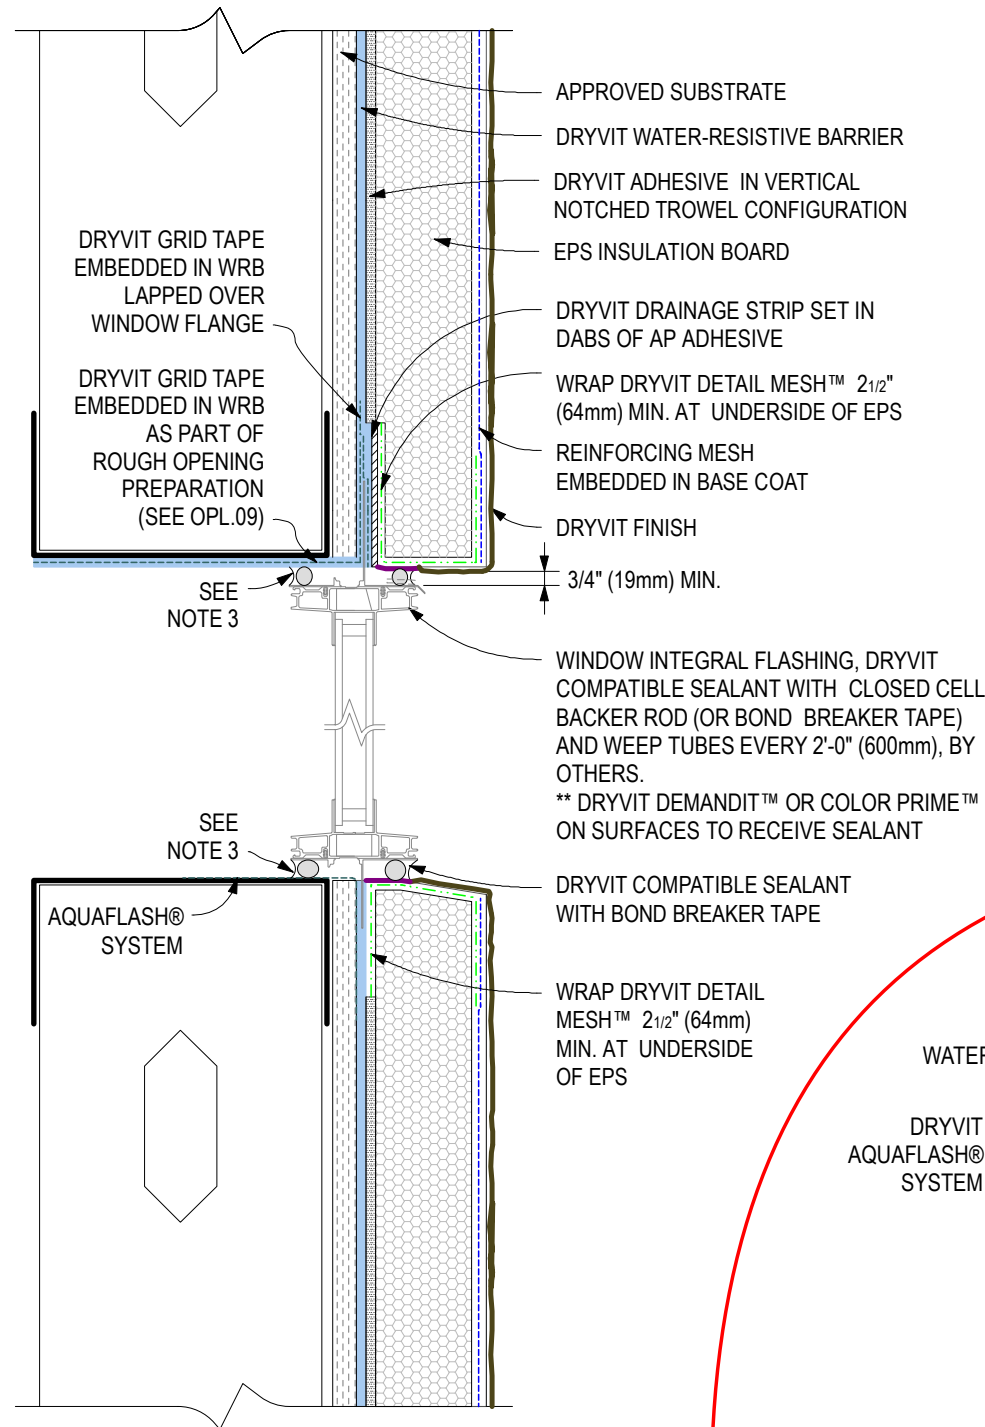 APPROVED SUBSTRATE
DRYVIT WATER-RESISTIVE BARRIER
DRYVIT ADHESIVE IN VERTICAL
NOTCHED TROWEL CONFIGURATION
EPS INSULATION BOARD
DRYVIT DRAINAGE STRIP SET IN
DABS OF AP ADHESIVE
WRAP DRYVIT DETAIL MESH™ 2 1/2"
(64mm) MIN. AT UNDERSIDE OF EPS
REINFORCING MESH
EMBEDDED IN BASE COAT
DRYVIT FINISH
3/4" (19mm) MIN.
DRYVIT GRID TAPE
EMBEDDED IN WRB
LAPPED OVER
WINDOW FLANGE
DRYVIT GRID TAPE
EMBEDDED IN WRB
AS PART OF
ROUGH OPENING
PREPARATION
(SEE OPL.09)
SEE
NOTE 3
WINDOW INTEGRAL FLASHING, DRYVIT
COMPATIBLE SEALANT WITH CLOSED CELL
BACKER ROD (OR BOND BREAKER TAPE)
AND WEEP TUBES EVERY 2'-0" (600mm), BY
OTHERS.
** DRYVIT DEMANDIT™ OR COLOR PRIME™
ON SURFACES TO RECEIVE SEALANT
SEE
NOTE 3
AQUAFLASH®
SYSTEM
DRYVIT COMPATIBLE SEALANT
WITH BOND BREAKER TAPE
WRAP DRYVIT DETAIL
MESH™ 2 1/2" (64mm)
MIN. AT UNDERSIDE
OF EPS
WATER
DRYVIT
AQUAFLASH®
SYSTEM